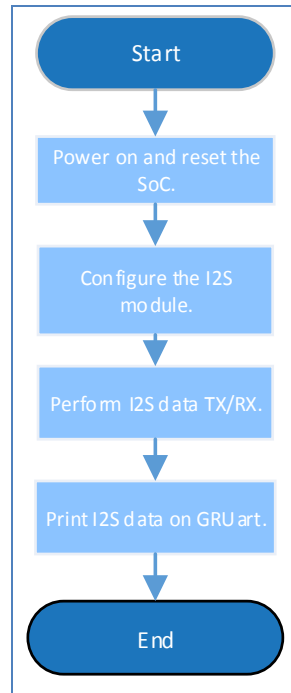 Start
Power on and reset the
SoC.
Configure the I2S
module.
Perform I2S data TX/RX.
Print I2S data on GRUart.
End